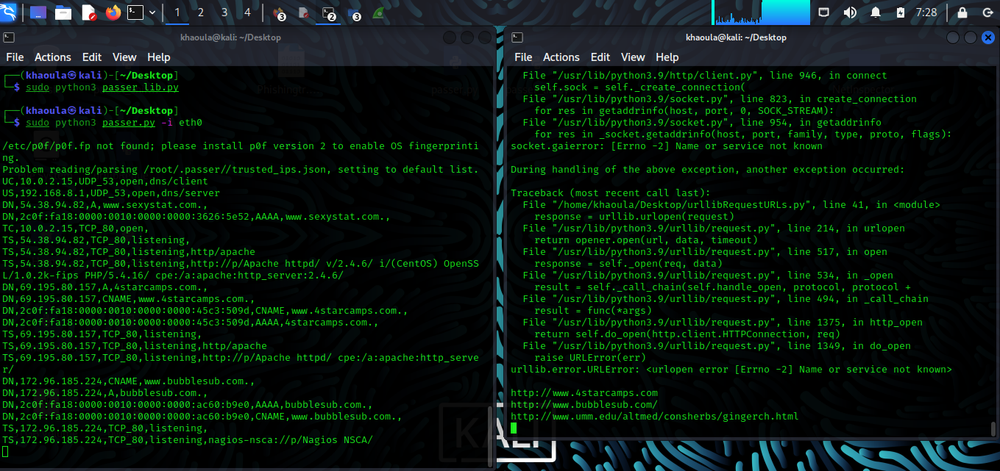 1 2 3 4 3 2 3 7:28
khaoula@kali: ~/Desktop
File Actions Edit View Help
┌──(khaoula㉿kali)-[~/Desktop]
└─$ sudo python3 passer_lib.py
┌──(khaoula㉿kali)-[~/Desktop]
└─$ sudo python3 passer.py -i eth0
/etc/p0f/p0f.fp not found; please install p0f version 2 to enable OS fingerprinti
ng.
Problem reading/parsing /root/.passer//trusted_ips.json, setting to default list.
UC,10.0.2.15,UDP_53,open,dns/client
US,192.168.8.1,UDP_53,open,dns/server
DN,54.38.94.82,A,www.sexystat.com.,
DN,2c0f:fa18:0000:0010:0000:0000:3626:5e52,AAAA,www.sexystat.com.,
TC,10.0.2.15,TCP_80,open,
TS,54.38.94.82,TCP_80,listening,
TS,54.38.94.82,TCP_80,listening,http/apache
TS,54.38.94.82,TCP_80,listening,http://p/Apache httpd/ v/2.4.6/ i/(CentOS) OpenSS
L/1.0.2k-fips PHP/5.4.16/ cpe:/a:apache:http_server:2.4.6/
DN,69.195.80.157,A,4starcamps.com.,
DN,69.195.80.157,CNAME,www.4starcamps.com.,
DN,2c0f:fa18:0000:0010:0000:0000:45c3:509d,CNAME,www.4starcamps.com.,
DN,2c0f:fa18:0000:0010:0000:0000:45c3:509d,AAAA,4starcamps.com.,
TS,69.195.80.157,TCP_80,listening,
TS,69.195.80.157,TCP_80,listening,http/apache
TS,69.195.80.157,TCP_80,listening,http://p/Apache httpd/ cpe:/a:apache:http_serve
r/
DN,172.96.185.224,CNAME,www.bubblesub.com.,
DN,172.96.185.224,A,bubblesub.com.,
DN,2c0f:fa18:0000:0010:0000:0000:ac60:b9e0,AAAA,bubblesub.com.,
DN,2c0f:fa18:0000:0010:0000:0000:ac60:b9e0,CNAME,www.bubblesub.com.,
TS,172.96.185.224,TCP_80,listening,
TS,172.96.185.224,TCP_80,listening,nagios-nsca://p/Nagios NSCA/
khaoula@kali: ~/Desktop
File Actions Edit View Help
File "/usr/lib/python3.9/http/client.py", line 946, in connect
self.sock = self._create_connection(
File "/usr/lib/python3.9/socket.py", line 823, in create_connection
for res in getaddrinfo(host, port, 0, SOCK_STREAM):
File "/usr/lib/python3.9/socket.py", line 954, in getaddrinfo
for res in _socket.getaddrinfo(host, port, family, type, proto, flags):
socket.gaierror: [Errno -2] Name or service not known
During handling of the above exception, another exception occurred:
Traceback (most recent call last):
File "/home/khaoula/Desktop/urllibRequestURLs.py", line 41, in <module>
response = urllib.urlopen(request)
File "/usr/lib/python3.9/urllib/request.py", line 214, in urlopen
return opener.open(url, data, timeout)
File "/usr/lib/python3.9/urllib/request.py", line 517, in open
response = self._open(req, data)
File "/usr/lib/python3.9/urllib/request.py", line 534, in _open
result = self._call_chain(self.handle_open, protocol, protocol +
File "/usr/lib/python3.9/urllib/request.py", line 494, in _call_chain
result = func(*args)
File "/usr/lib/python3.9/urllib/request.py", line 1375, in http_open
return self.do_open(http.client.HTTPConnection, req)
File "/usr/lib/python3.9/urllib/request.py", line 1349, in do_open
raise URLError(err)
urllib.error.URLError: <urlopen error [Errno -2] Name or service not known>
http://www.4starcamps.com
http://www.bubblesub.com/
http://www.umm.edu/altmed/consherbs/gingerch.html
KALI